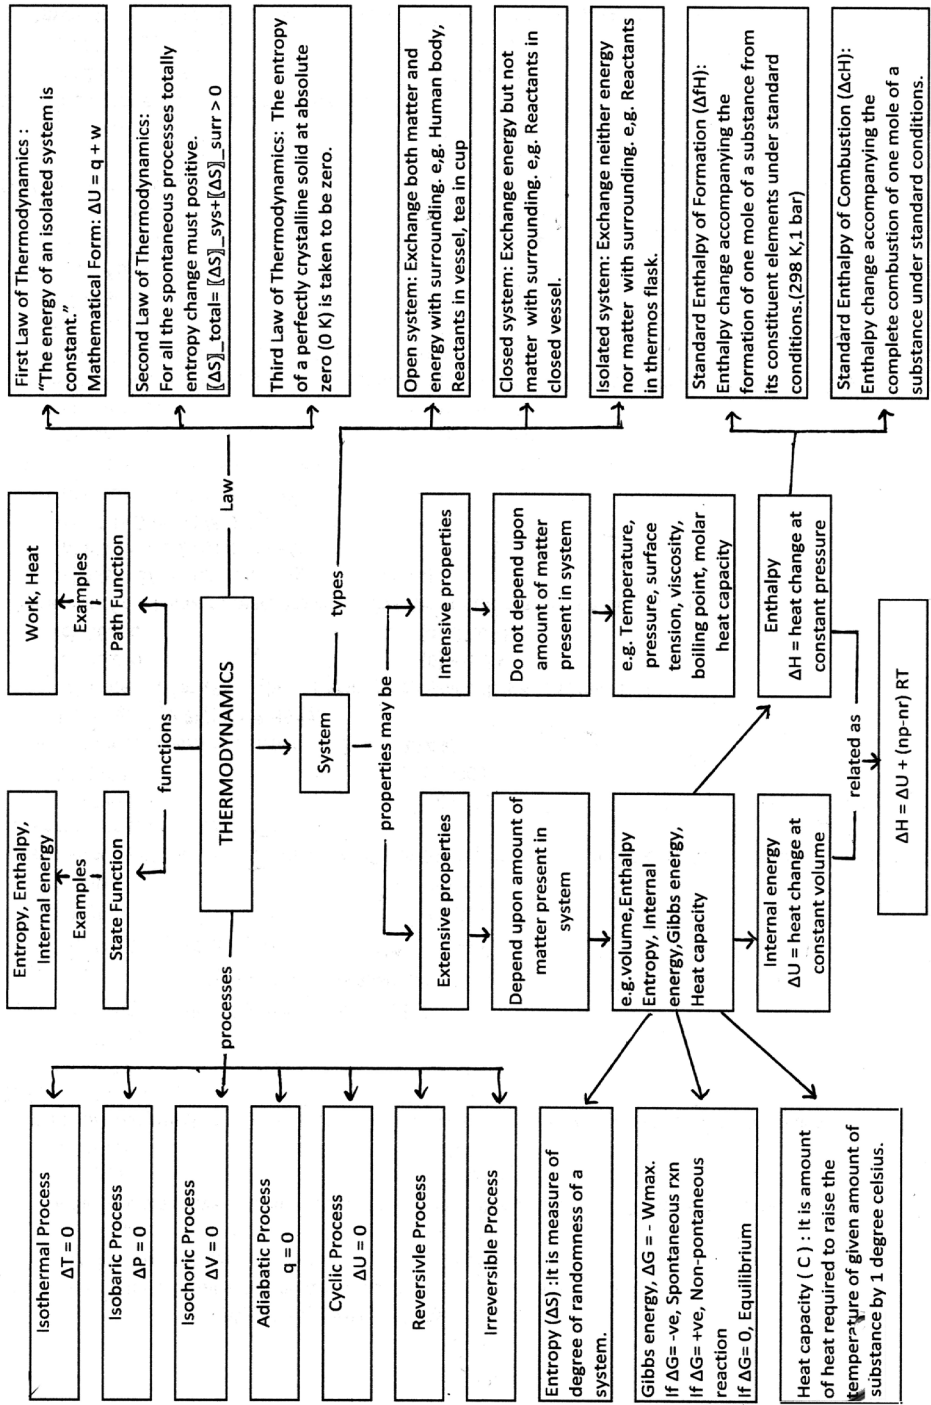 Isothermal Process
ΔT = 0
Isobaric Process
ΔP = 0
Isochoric Process
ΔV = 0
Adiabatic Process
q = 0
Cyclic Process
ΔU = 0
Reversivle Process
Irreversible Process
processes
Entropy, Enthalpy,
Internal energy
Examples
State Function
functions
Work, Heat
Examples
Path Function
THERMODYNAMICS
Law
First Law of Thermodynamics :
"The energy of an isolated system is
constant."
Mathematical Form: ΔU = q + w
Second Law of Thermodynamics:
For all the spontaneous processes totally
entropy change must positive.
〖ΔS〗_total= 〖ΔS〗_sys+〖ΔS〗_surr > 0
Third Law of Thermodynamics: The entropy
of a perfectly crystalline solid at absolute
zero (0 K) is taken to be zero.
System
types
Open system: Exchange both matter and
energy with surrounding. e,g. Human body,
Reactants in vessel, tea in cup
Closed system: Exchange energy but not
matter with surrounding. e,g. Reactants in
closed vessel.
Isolated system: Exchange neither energy
nor matter with surrounding. e,g. Reactants
in thermos flask.
properties may be
Extensive properties
Depend upon amount of
matter present in
system
e.g.volume,Enthalpy
Entropy, Internal
energy,Gibbs energy,
Heat capacity
Intensive properties
Do not depend upon
amount of matter
present in system
e.g. Temperature,
pressure, surface
tension, viscosity,
boiling point, molar
heat capacity
Entropy (ΔS) :It is measure of
degree of randomness of a
system.
Gibbs energy, ΔG = - Wmax.
If ΔG= -ve, Spontaneous rxn
If ΔG= +ve, Non-pontaneous
reaction
If ΔG= 0, Equilibrium
Heat capacity ( C ) : It is amount
of heat required to raise the
temperature of given amount of
substance by 1 degree celsius.
Internal energy
ΔU = heat change at
constant volume
Enthalpy
ΔH = heat change at
constant pressure
related as
ΔH = ΔU + (np-nr) RT
Standard Enthalpy of Formation (ΔfH):
Enthalpy change accompanying the
formation of one mole of a substance from
its constituent elements under standard
conditions.(298 K,1 bar)
Standard Enthalpy of Combustion (ΔcH):
Enthalpy change accompanying the
complete combustion of one mole of a
substance under standard conditions.